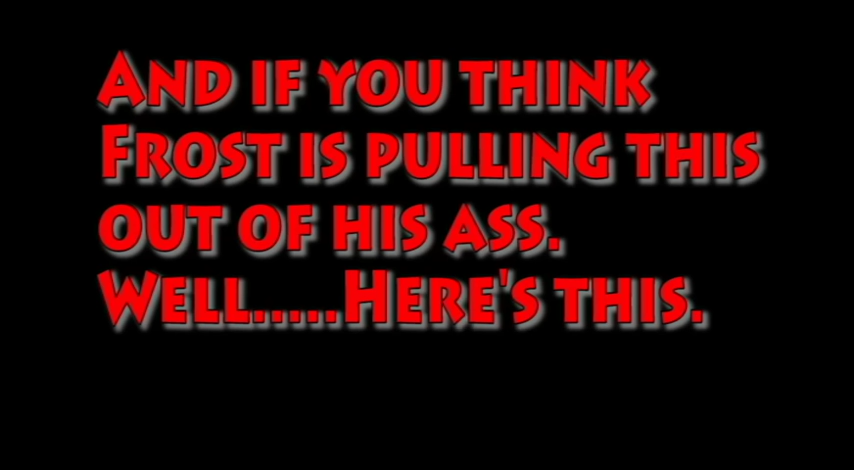 And if you think
Frost is pulling this
out of his ass.
Well.....Here's this.